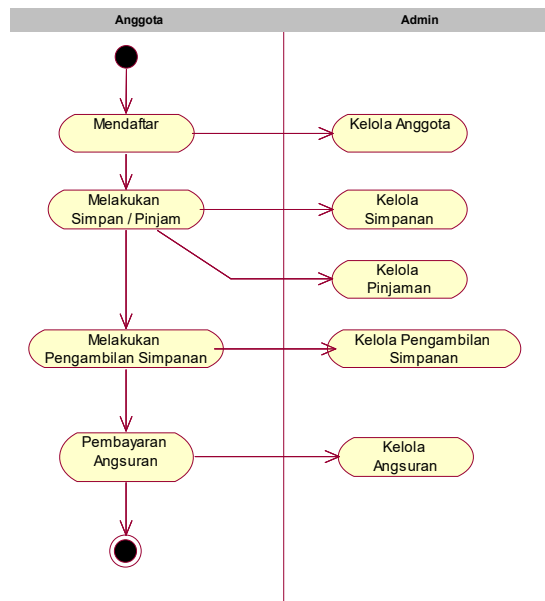 Anggota
Admin
Mendaftar
Kelola Anggota
Melakukan
Simpan / Pinjam
Kelola
Simpanan
Kelola
Pinjaman
Melakukan
Pengambilan Simpanan
Kelola Pengambilan
Simpanan
Pembayaran
Angsuran
Kelola
Angsuran